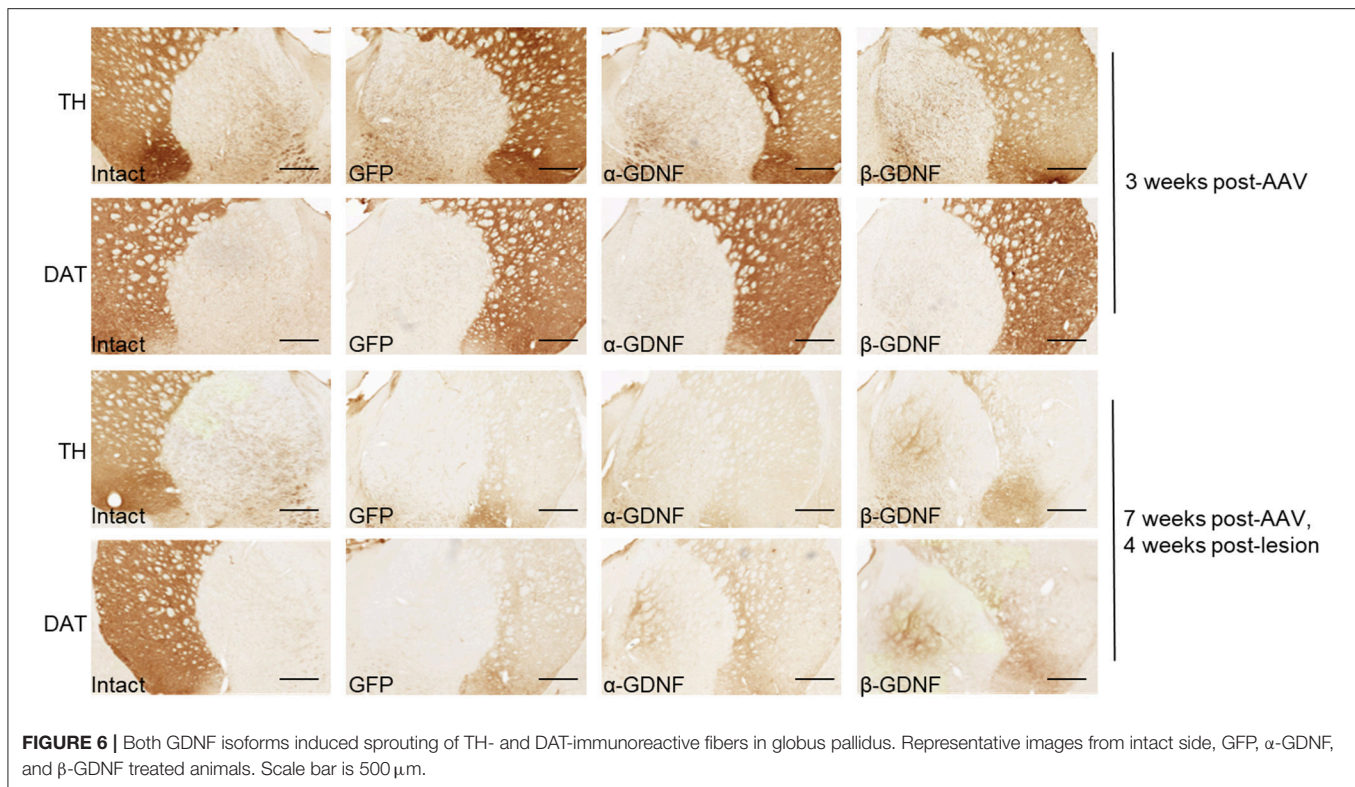 TH
Intact
GFP
α-GDNF
β-GDNF
3 weeks post-AAV
DAT
Intact
GFP
α-GDNF
β-GDNF
TH
Intact
GFP
α-GDNF
β-GDNF
7 weeks post-AAV,
4 weeks post-lesion
DAT
Intact
GFP
α-GDNF
β-GDNF
FIGURE 6 | Both GDNF isoforms induced sprouting of TH- and DAT-immunoreactive fibers in globus pallidus. Representative images from intact side, GFP, α-GDNF,
and β-GDNF treated animals. Scale bar is 500 μm.